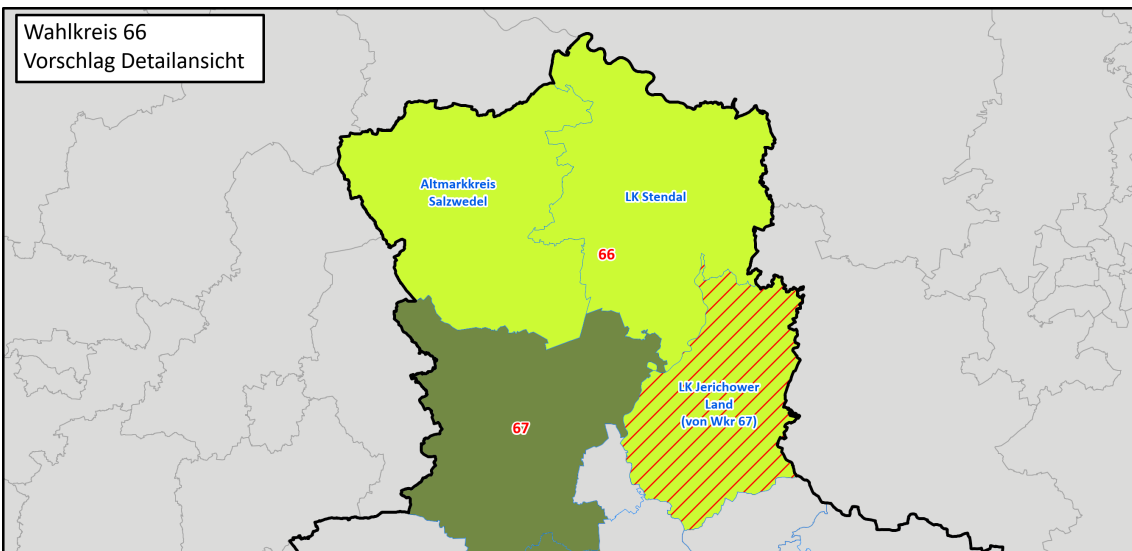 Wahlkreis 66
Vorschlag Detailansicht
Altmarkkreis
Salzwedel
LK Stendal
66
LK Jerichower
Land
(von Wkr 67)
67